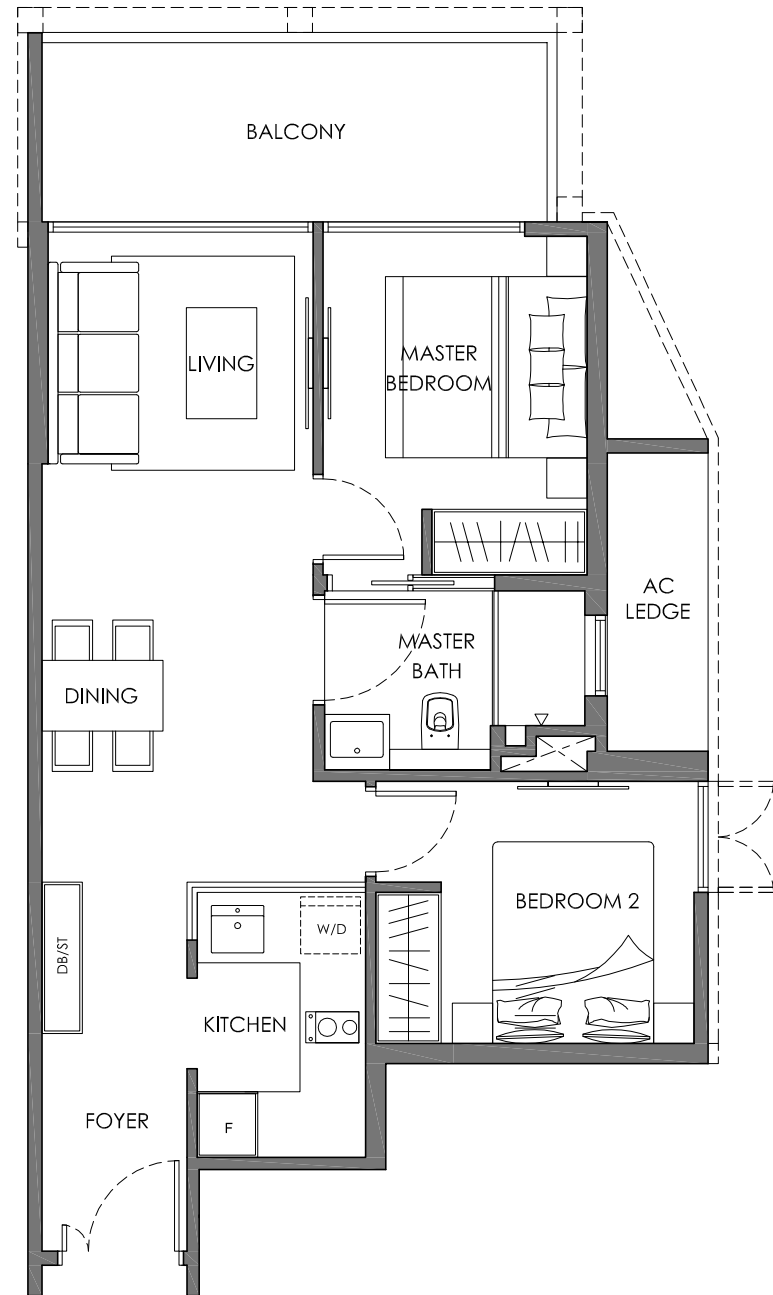 BALCONY
LIVING
MASTER
BEDROOM
AC
LEDGE
MASTER
BATH
DINING
BEDROOM 2
W/D
DB/ST
KITCHEN
FOYER
F